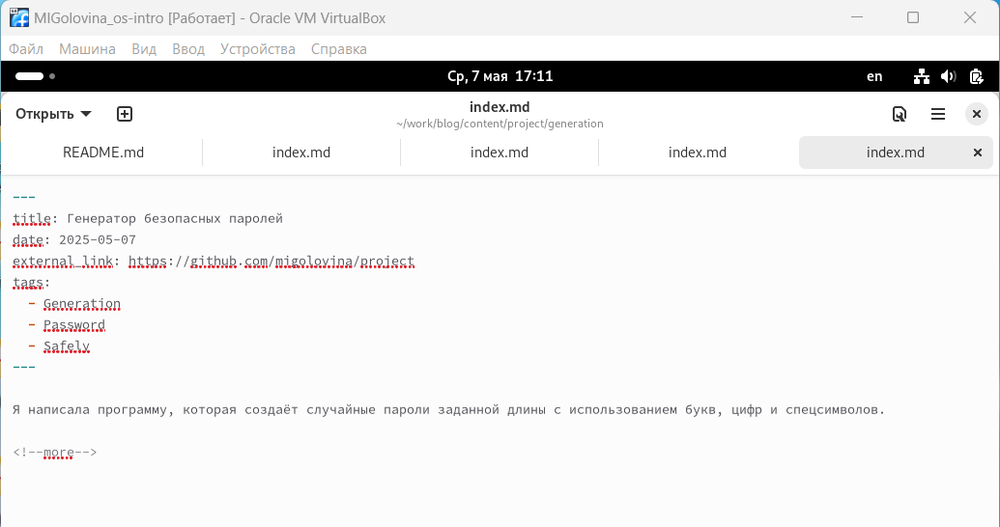 MIGolovina_os-intro [Работает] - Oracle VM VirtualBox
Файл Машина Вид Ввод Устройства Справка
Ср, 7 мая 17:11 en
Открыть index.md
~/work/blog/content/project/generation
README.md index.md index.md index.md index.md
---
title: Генератор безопасных паролей
date: 2025-05-07
external_link: https://github.com/migolovina/project
tags:
- Generation
- Password
- Safely
---
Я написала программу, которая создаёт случайные пароли заданной длины с использованием букв, цифр и спецсимволов.
<!--more-->